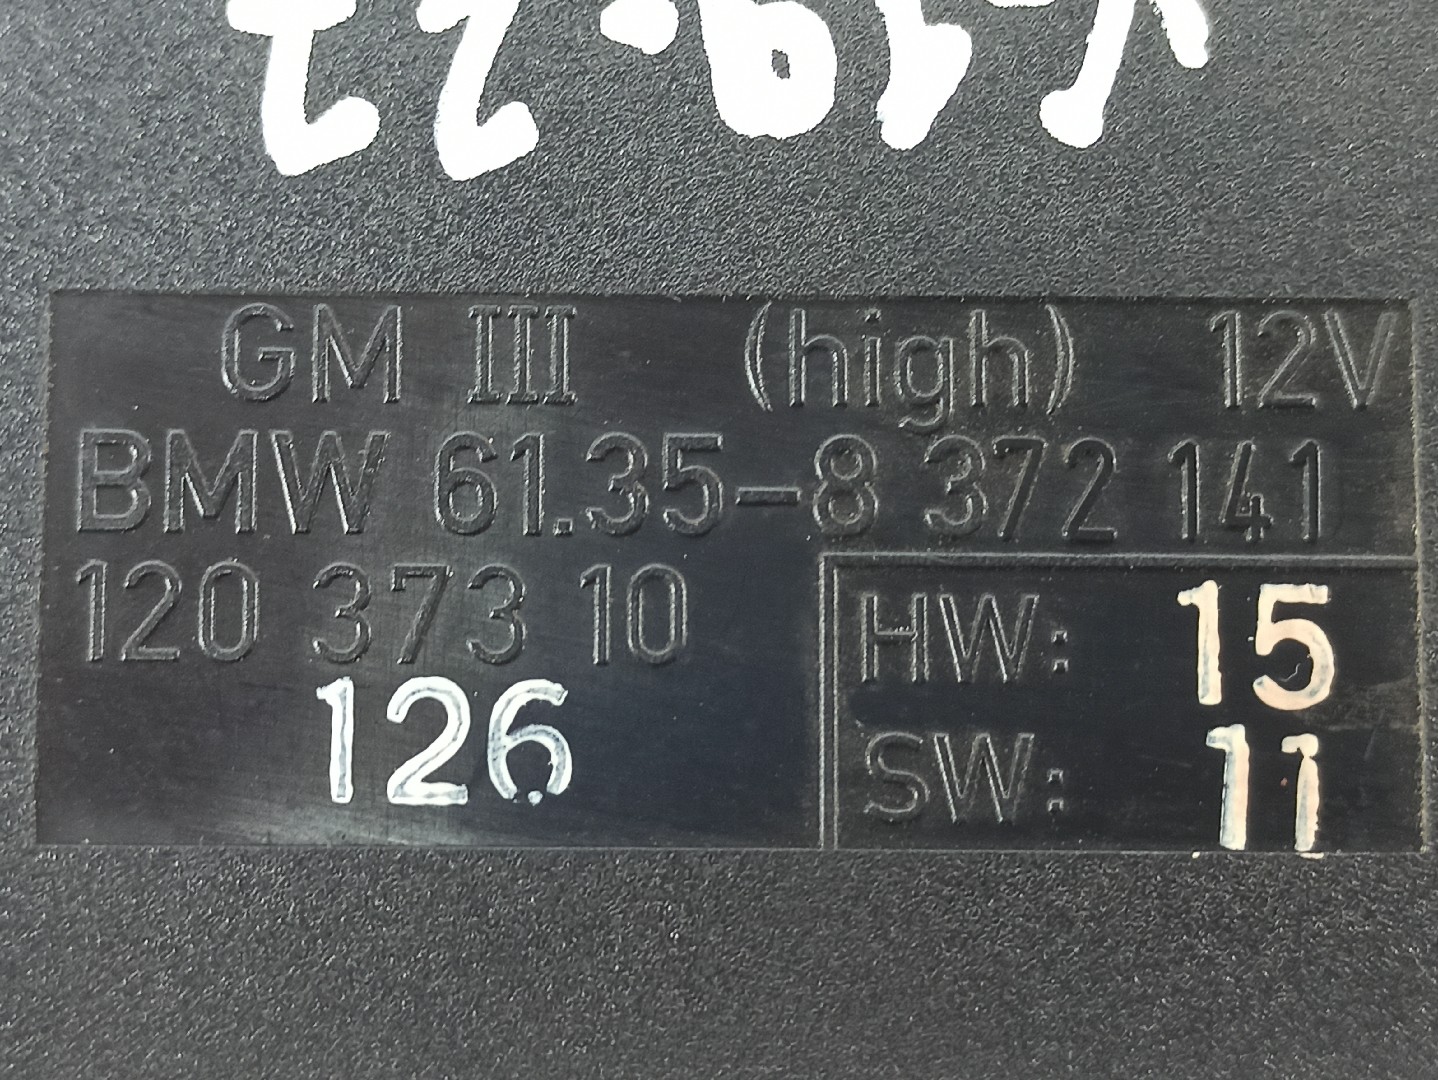 GM III (high) 12V
BMW 61.35-8 372 141
120 373 10
HW: 15
126
SW: 11